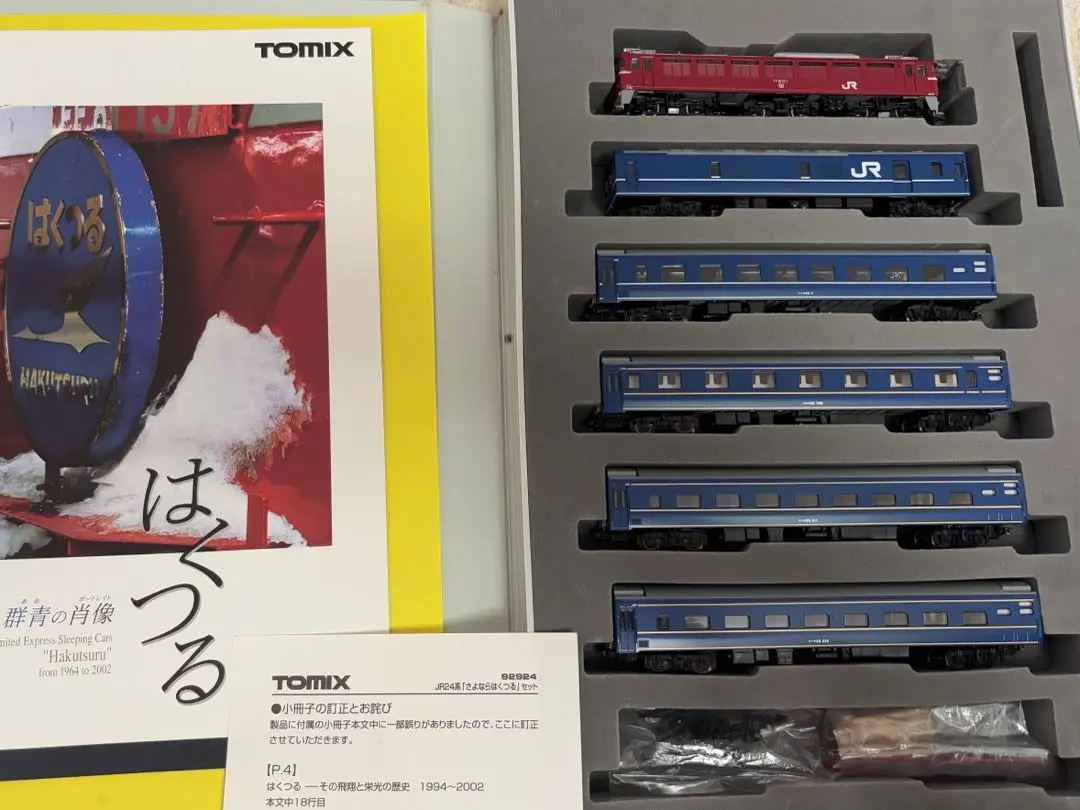 TOMIX
はくつる
HAKUTSURU
はくつる
あお ポートレイト
群青の肖像
Limited Express Sleeping Cars
"Hakutsuru"
from 1964 to 2002
TOMIX
92924
JR24系「さよならはくつる」セット
●小冊子の訂正とお詫び
製品に付属の小冊子本文中に一部誤りがありましたので、ここに訂正
させていただきます。
【P.4】
はくつる ──その飛翔と栄光の歴史 1994～2002
本文中18行目
JR
JR